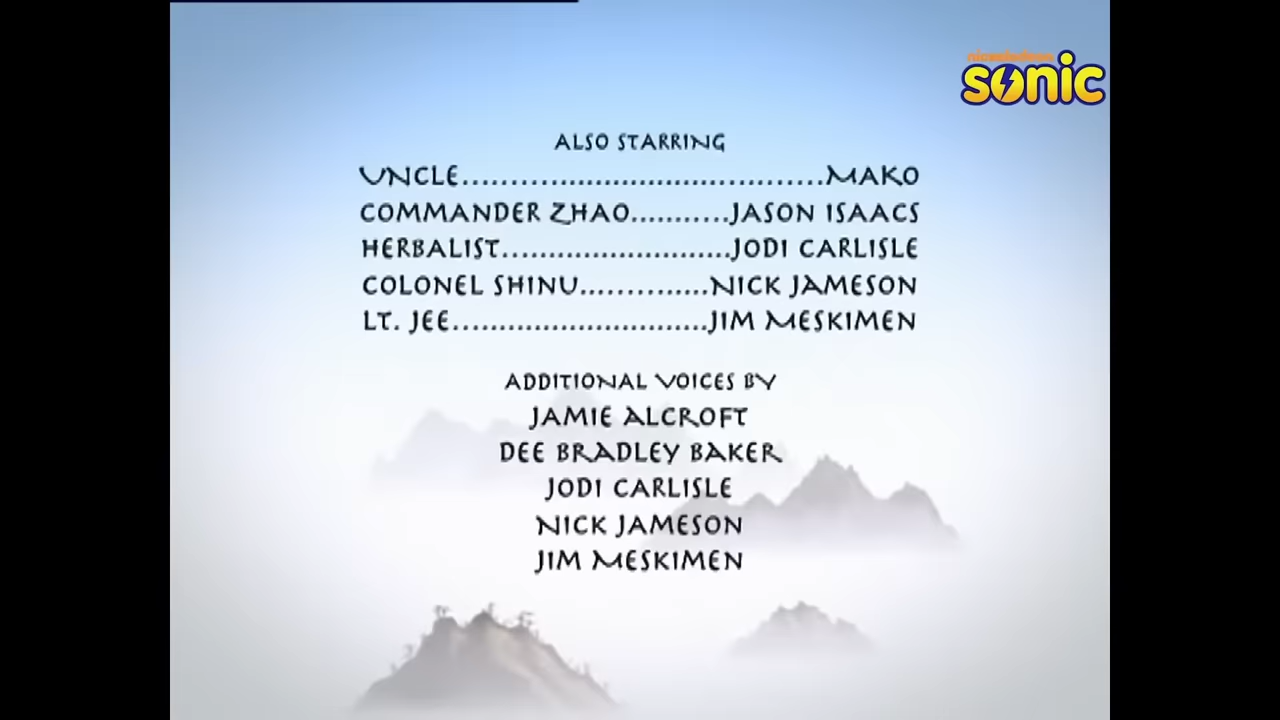 nickelodeon
sonic
ALSO STARRING
UNCLE......................................MAKO
COMMANDER ZHAO...........JASON ISAACS
HERBALIST.........................JODI CARLISLE
COLONEL SHINU..............NICK JAMESON
LT. JEE............................JIM MESKIMEN
ADDITIONAL VOICES BY
JAMIE ALCROFT
DEE BRADLEY BAKER
JODI CARLISLE
NICK JAMESON
JIM MESKIMEN